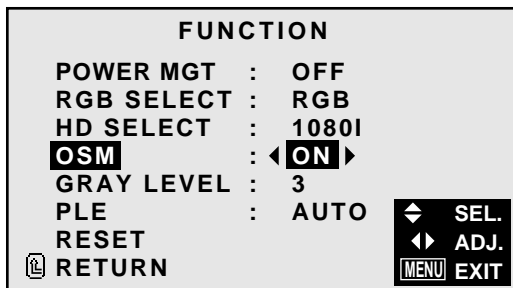 FUNCTION
POWER MGT : OFF
RGB SELECT : RGB
HD SELECT : 1080I
OSM : ON
GRAY LEVEL : 3
PLE : AUTO
RESET
RETURN
SEL.
ADJ.
MENU EXIT